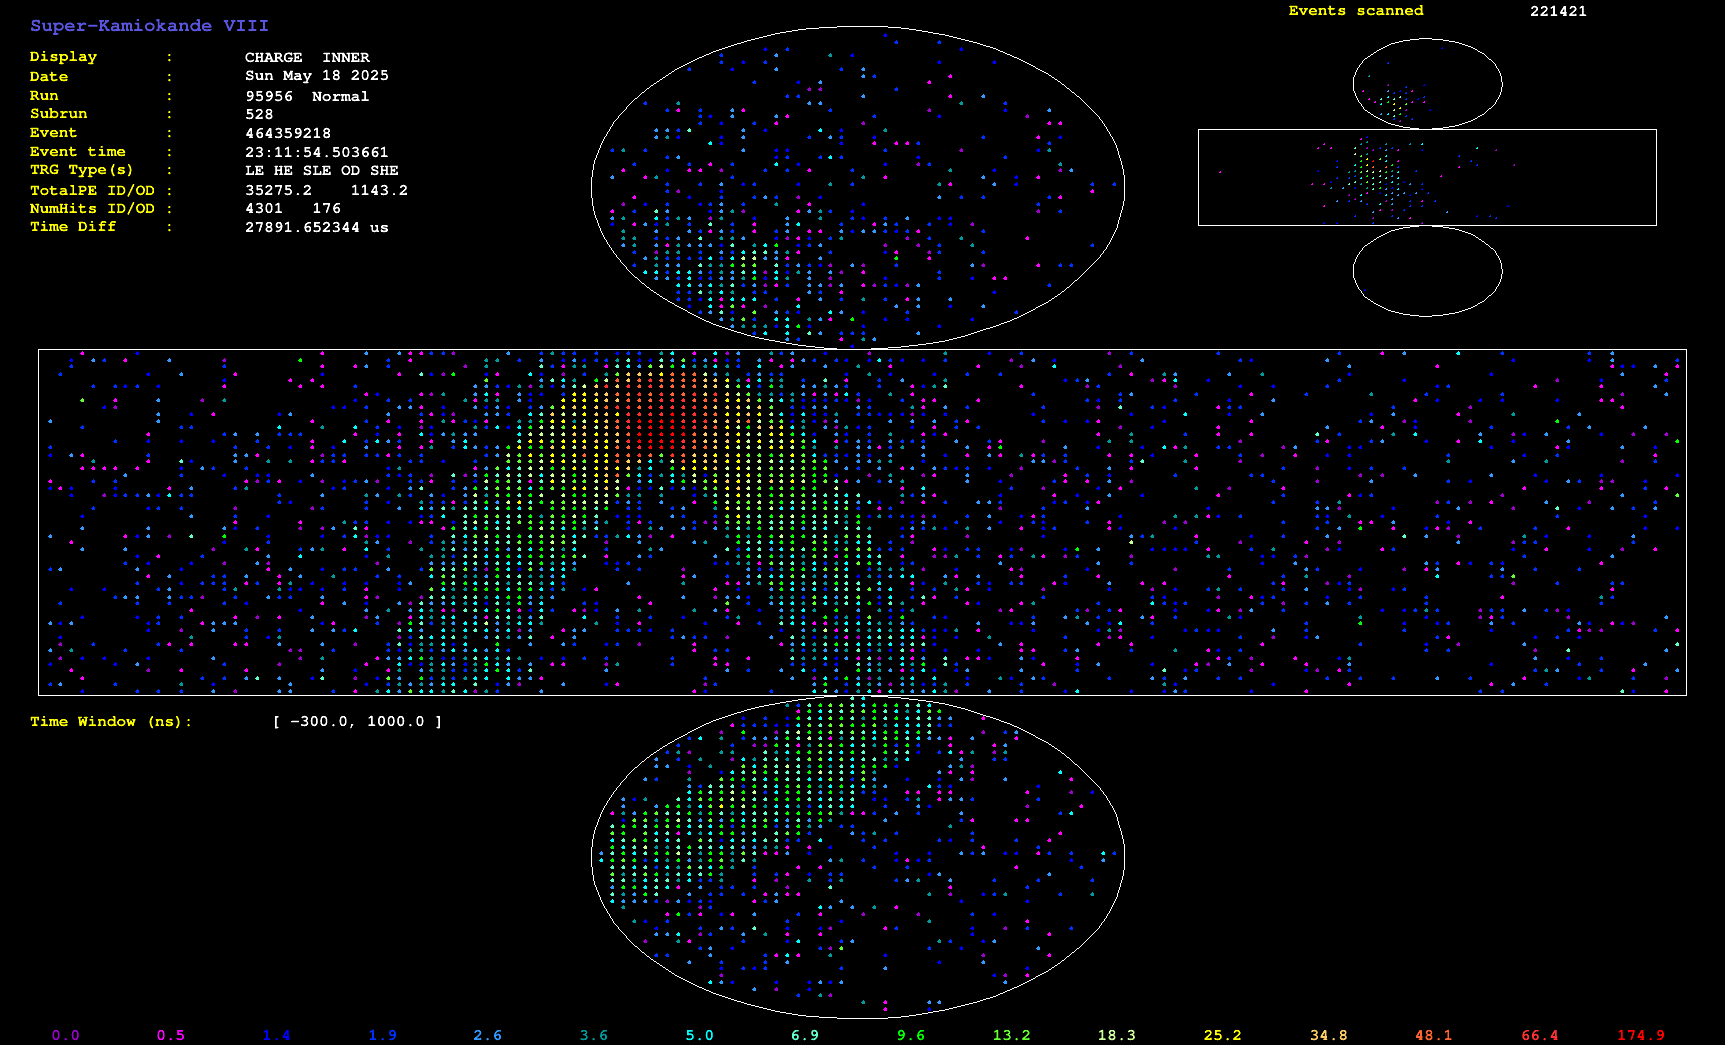 Super-Kamiokande VIII
Events scanned 221421
Display : CHARGE INNER
Date : Sun May 18 2025
Run : 95956 Normal
Subrun : 528
Event : 464359218
Event time : 23:11:54.503661
TRG Type(s) : LE HE SLE OD SHE
TotalPE ID/OD : 35275.2 1143.2
NumHits ID/OD : 4301 176
Time Diff : 27891.652344 us
Time Window (ns): [ -300.0, 1000.0 ]
0.0 0.5 1.4 1.9 2.6 3.6 5.0 6.9 9.6 13.2 18.3 25.2 34.8 48.1 66.4 174.9